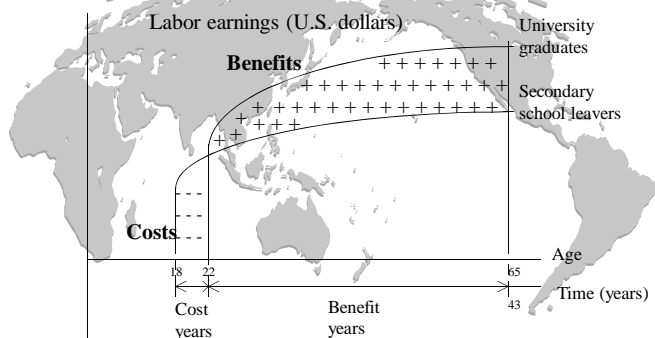 Labor earnings (U.S. dollars)
University
graduates
Benefits
Secondary
school leavers
Costs
Age
18 22 65
Time (years)
43
Cost
years
Benefit
years